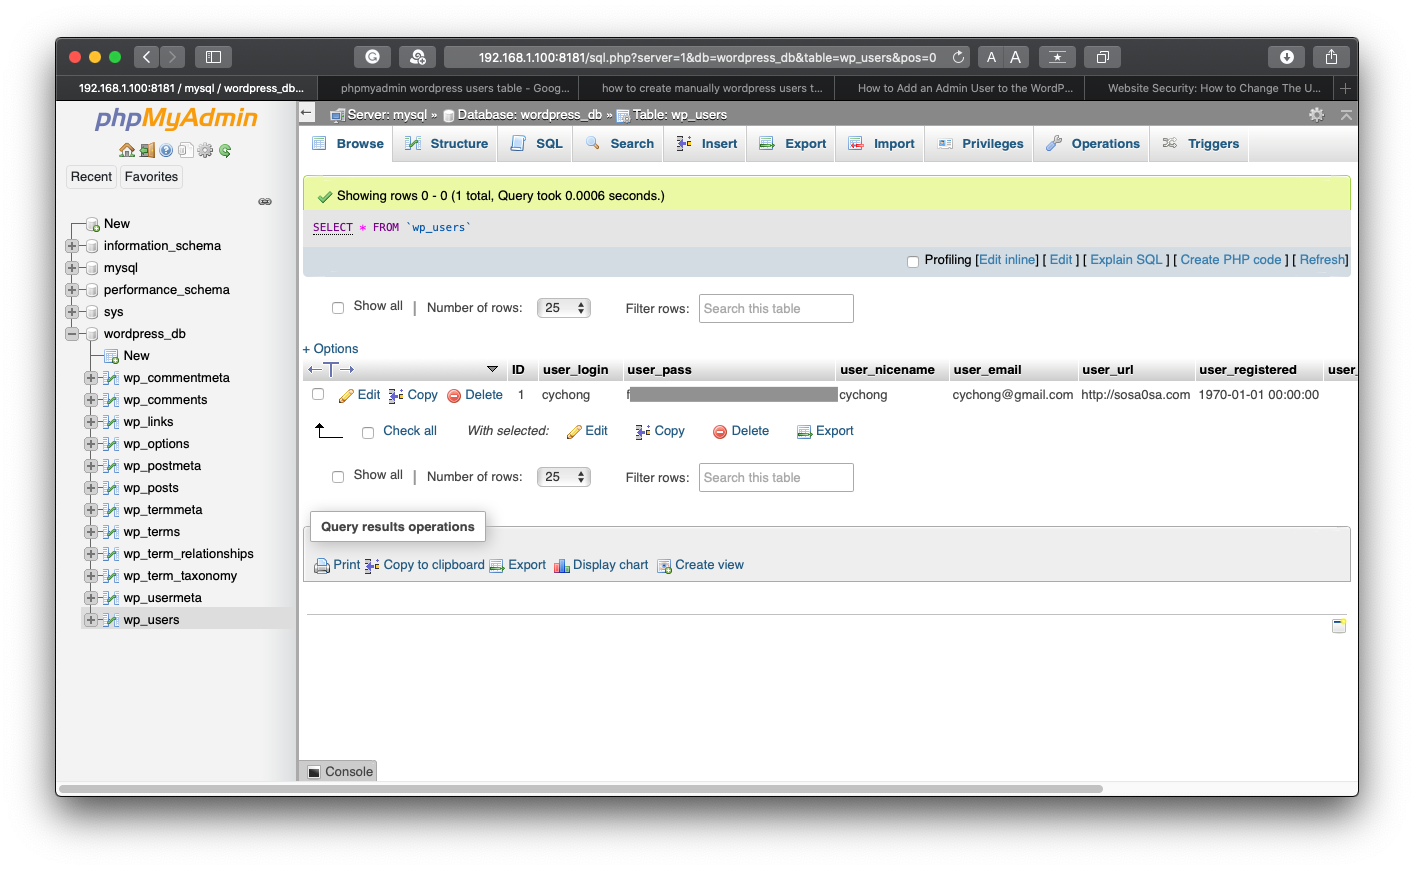 192.168.1.100:8181/sql.php?server=1&db=wordpress_db&table=wp_users&pos=0
A A
192.168.1.100:8181 / mysql / wordpress_db...
phpmyadmin wordpress users table - Goog...
how to create manually wordpress users t...
How to Add an Admin User to the WordP...
Website Security: How to Change The U...
phpMyAdmin
Recent Favorites
New
information_schema
mysql
performance_schema
sys
wordpress_db
New
wp_commentmeta
wp_comments
wp_links
wp_options
wp_postmeta
wp_posts
wp_termmeta
wp_terms
wp_term_relationships
wp_term_taxonomy
wp_usermeta
wp_users
Server: mysql » Database: wordpress_db » Table: wp_users
Browse Structure SQL Search Insert Export Import Privileges Operations Triggers
Showing rows 0 - 0 (1 total, Query took 0.0006 seconds.)
SELECT * FROM `wp_users`
Profiling [Edit inline] [ Edit ] [ Explain SQL ] [ Create PHP code ] [ Refresh]
Show all | Number of rows: 25 Filter rows: Search this table
+ Options
ID user_login user_pass user_nicename user_email user_url user_registered user_
Edit Copy Delete 1 cychong f cychong cychong@gmail.com http://sosa0sa.com 1970-01-01 00:00:00
Check all With selected: Edit Copy Delete Export
Show all | Number of rows: 25 Filter rows: Search this table
Query results operations
Print Copy to clipboard Export Display chart Create view
Console